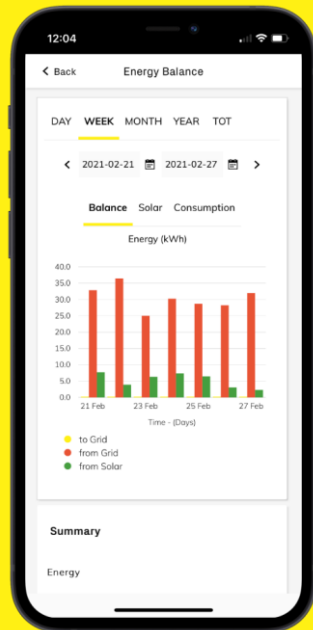 12:04
Back Energy Balance
DAY WEEK MONTH YEAR TOT
2021-02-21 2021-02-27
Balance Solar Consumption
Energy (kWh)
40.0
35.0
30.0
25.0
20.0
15.0
10.0
5.0
0.0
21 Feb 23 Feb 25 Feb 27 Feb
Time - (Days)
to Grid
from Grid
from Solar
Summary
Energy